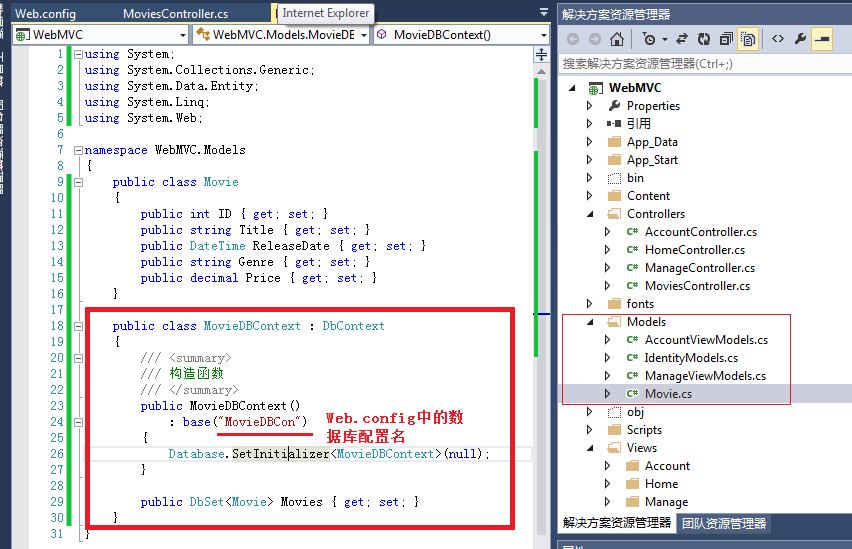 Web.config
MoviesController.cs
Internet Explorer
WebMVC
WebMVC.Models.MovieDB
MovieDBContext()
1 using System;
2 using System.Collections.Generic;
3 using System.Data.Entity;
4 using System.Linq;
5 using System.Web;
6
7 namespace WebMVC.Models
8 {
9 public class Movie
10 {
11 public int ID { get; set; }
12 public string Title { get; set; }
13 public DateTime ReleaseDate { get; set; }
14 public string Genre { get; set; }
15 public decimal Price { get; set; }
16 }
17
18 public class MovieDBContext : DbContext
19 {
20 /// <summary>
21 /// 构造函数
22 /// </summary>
23 public MovieDBContext()
24 : base("MovieDBCon")
25 {
26 Database.SetInitializer<MovieDBContext>(null);
27 }
28
29 public DbSet<Movie> Movies { get; set; }
30 }
31 }
Web.config中的数
据库配置名
解决方案资源管理器
搜索解决方案资源管理器(Ctrl+;)
WebMVC
Properties
引用
App_Data
App_Start
bin
Content
Controllers
AccountController.cs
HomeController.cs
ManageController.cs
MoviesController.cs
fonts
Models
AccountViewModels.cs
IdentityModels.cs
ManageViewModels.cs
Movie.cs
obj
Scripts
Views
Account
Home
Manage
解决方案资源管理器
团队资源管理器